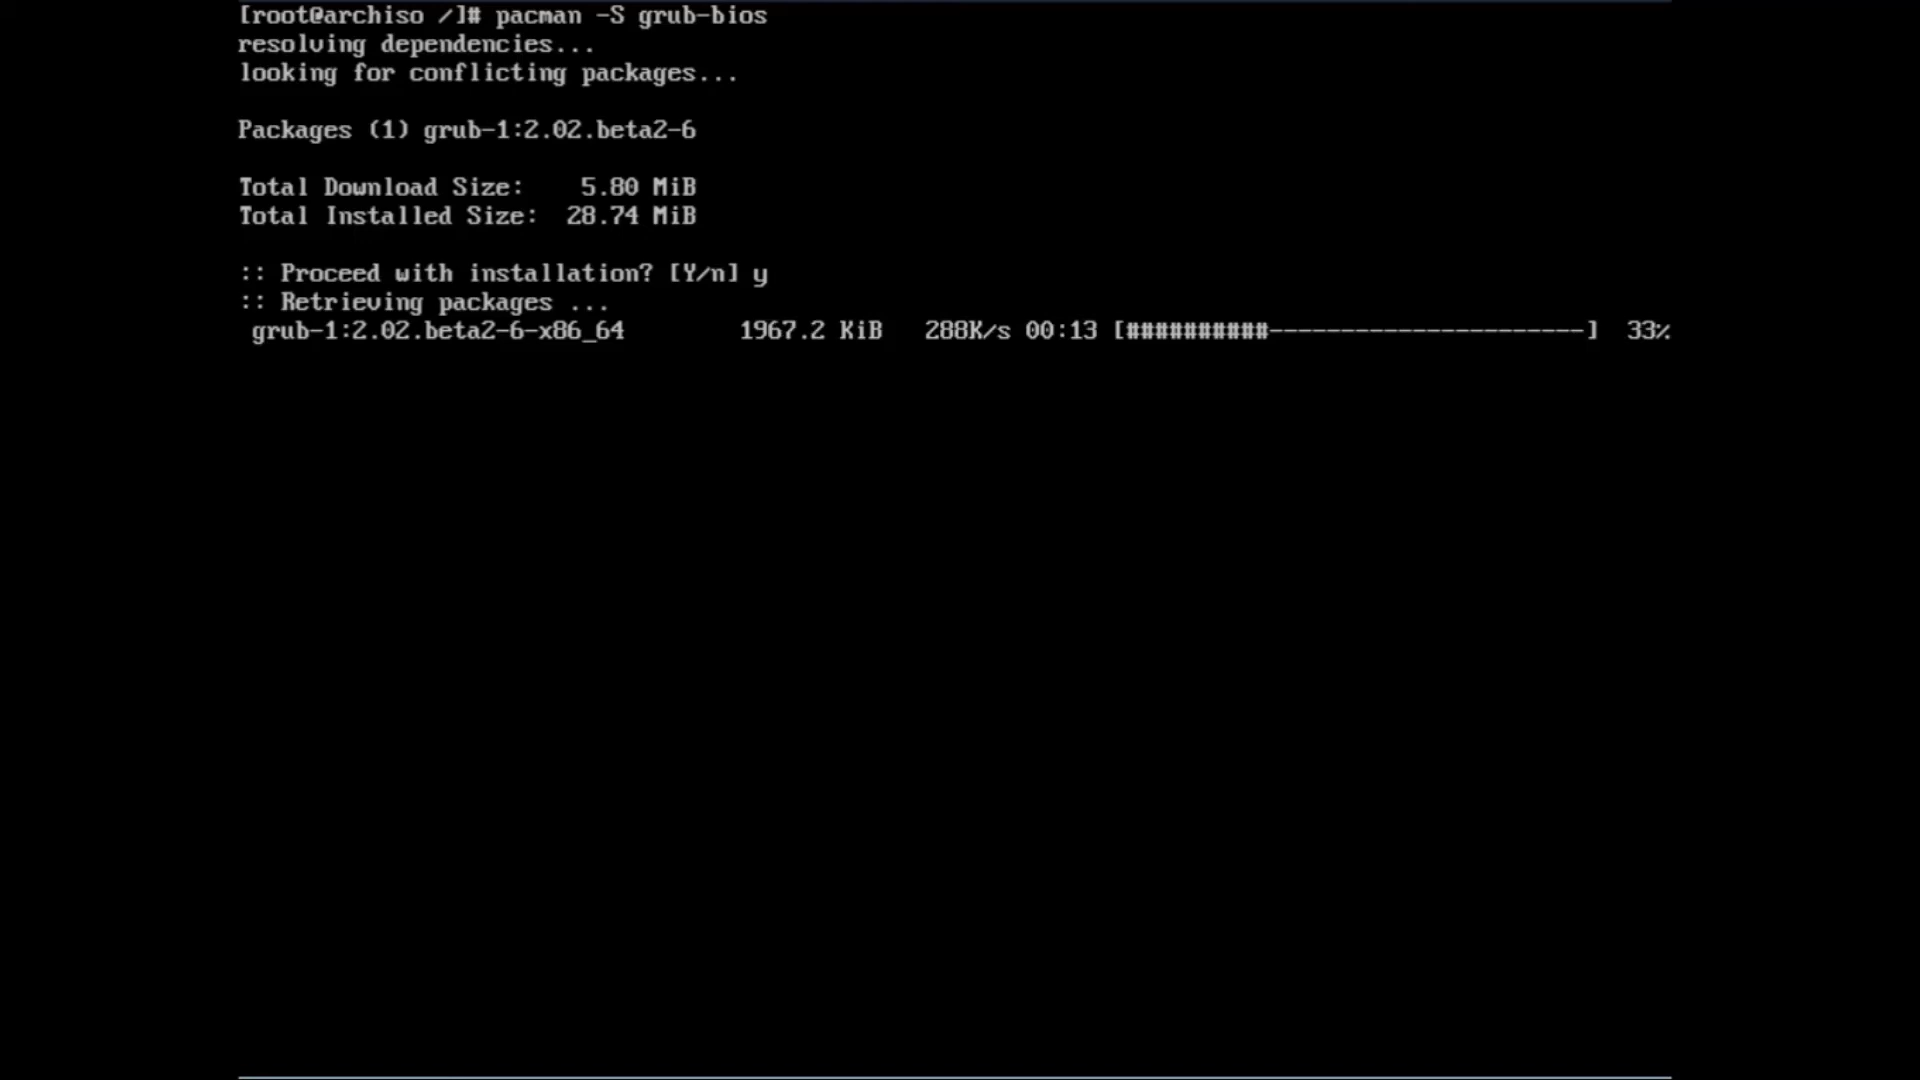 [root@archiso /]# pacman -S grub-bios
resolving dependencies...
looking for conflicting packages...
Packages (1) grub-1:2.02.beta2-6
Total Download Size:    5.80 MiB
Total Installed Size:  28.74 MiB
:: Proceed with installation? [Y/n] y
:: Retrieving packages ...
 grub-1:2.02.beta2-6-x86_64        1967.2 KiB   288K/s 00:13 [##########----------------------]  33%